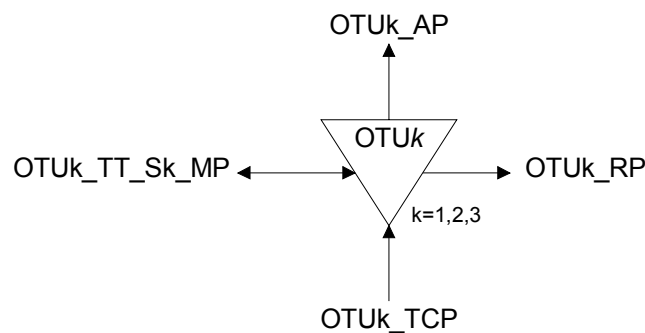 OTUk_AP
OTUk
OTUk_TT_Sk_MP
OTUk_RP
k=1,2,3
OTUk_TCP